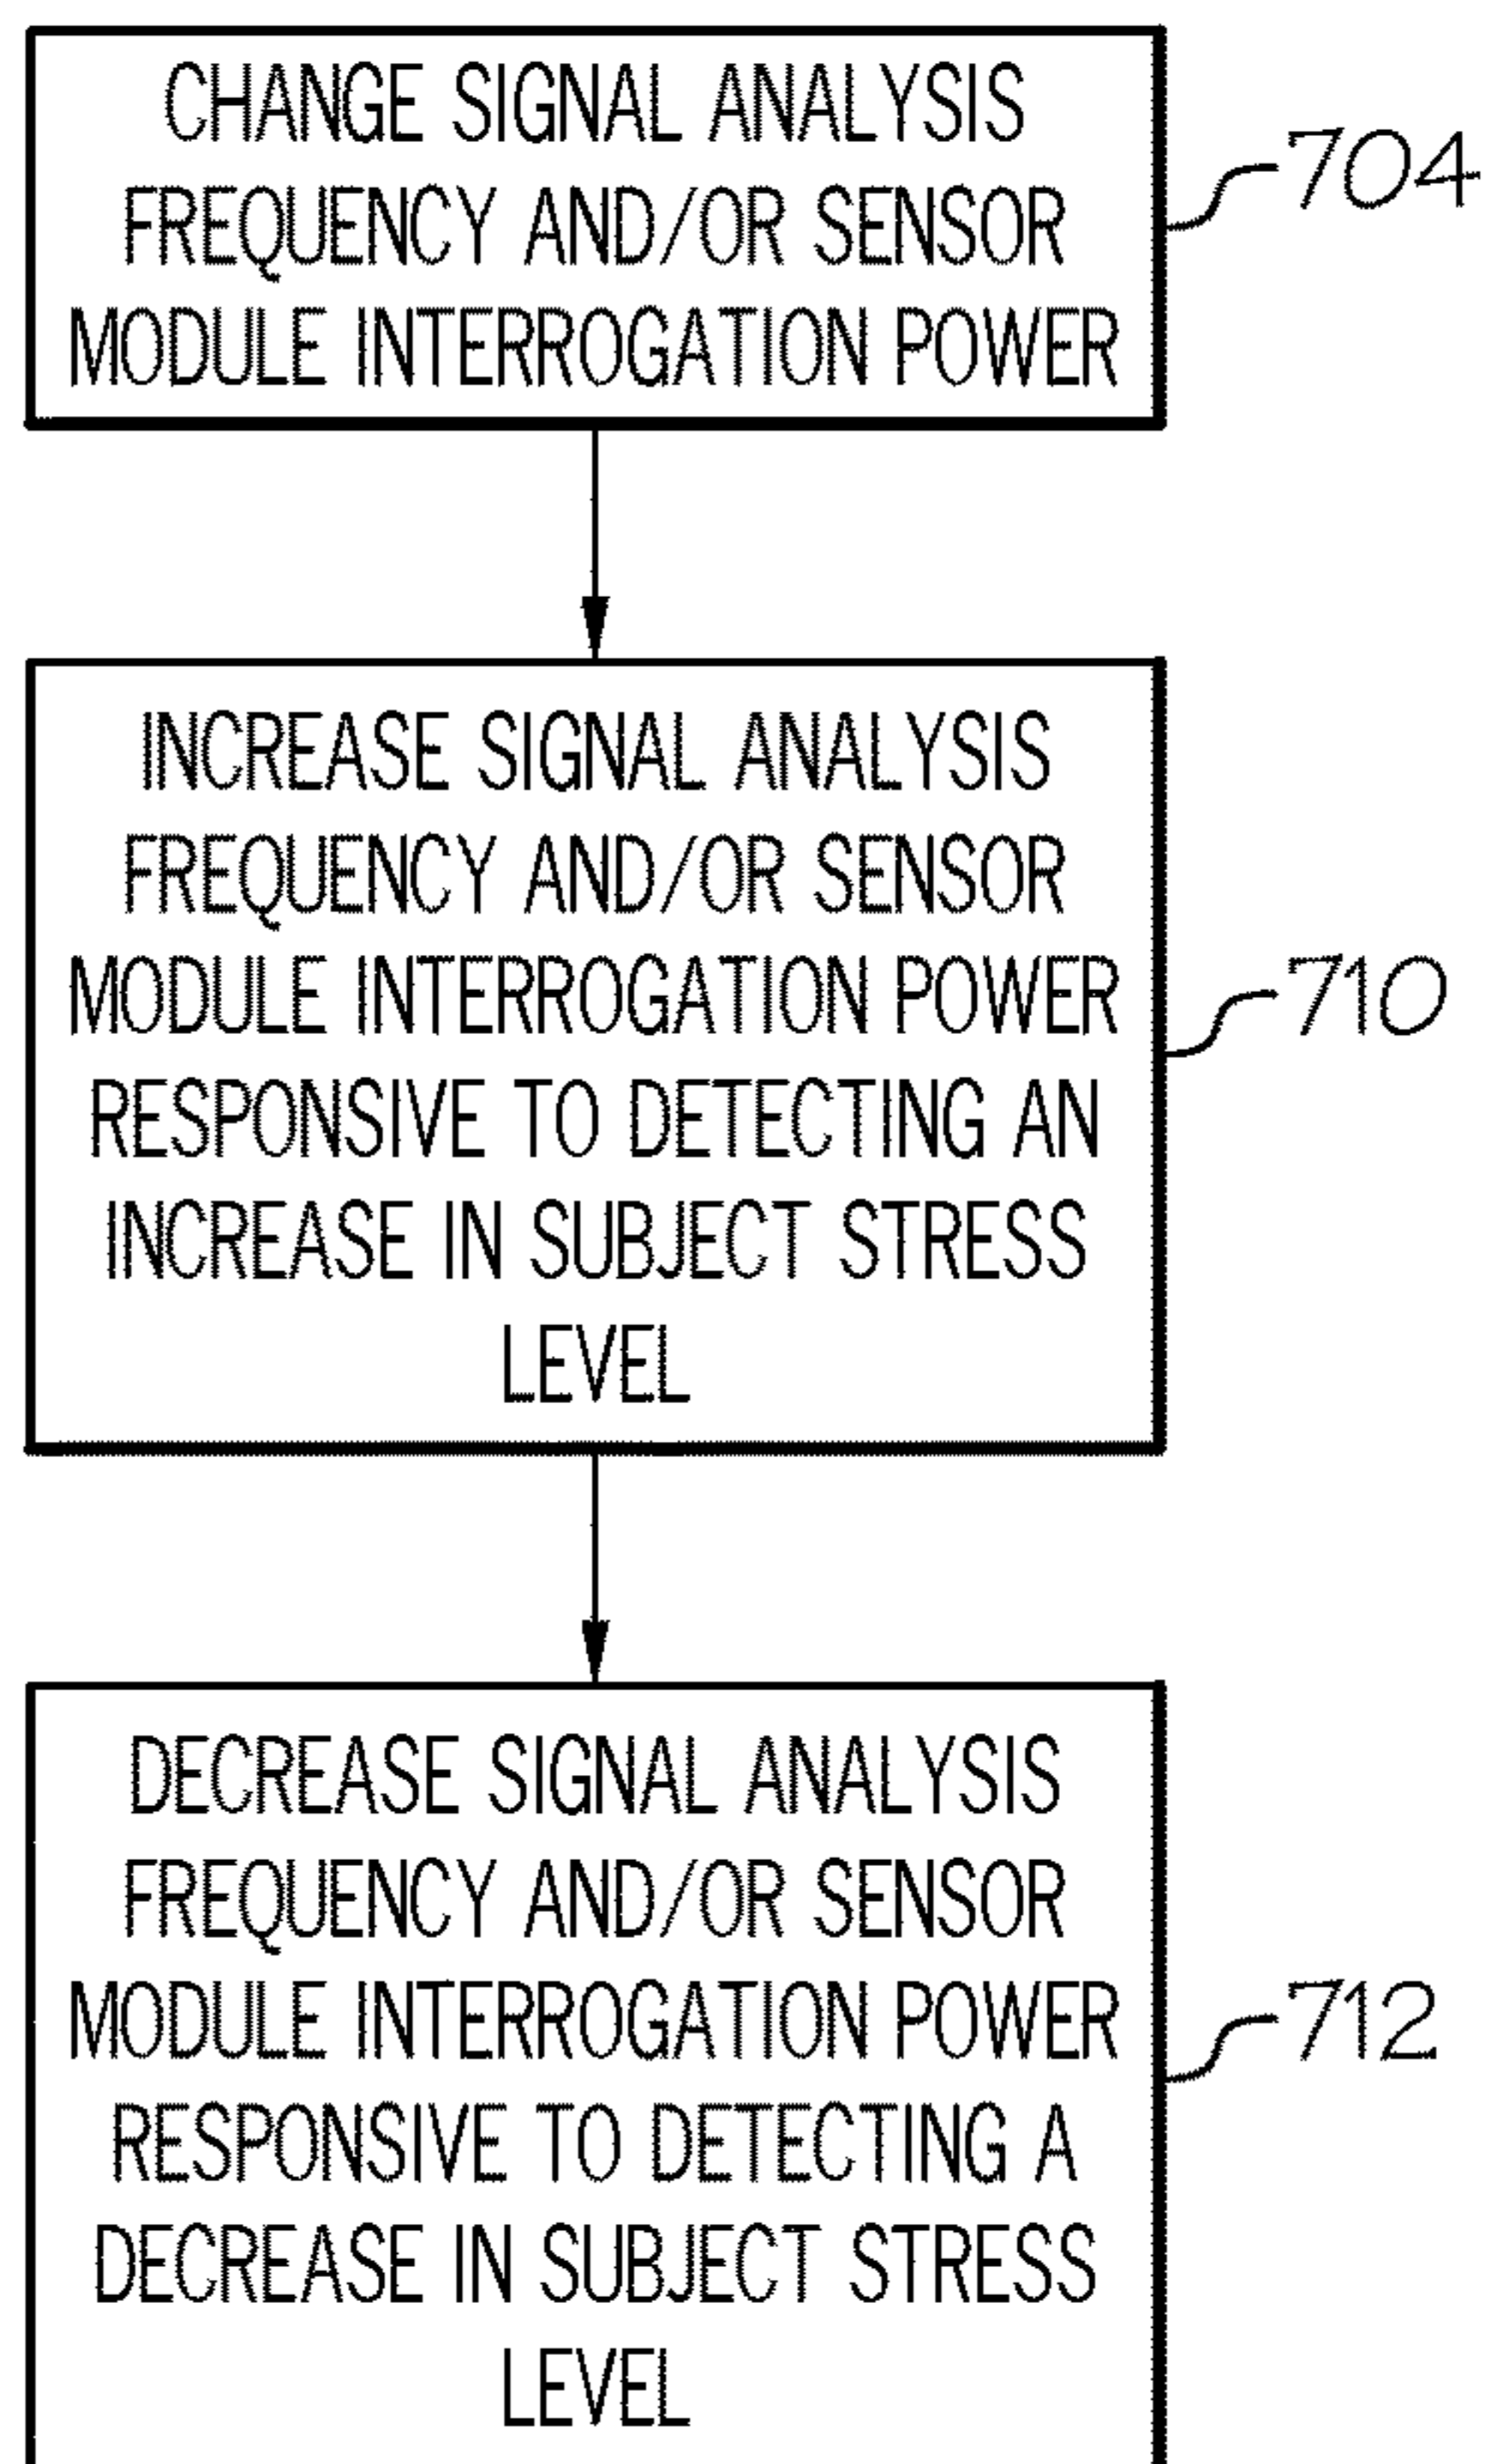 CHANGE SIGNAL ANALYSIS
FREQUENCY AND/OR SENSOR
MODULE INTERROGATION POWER
704
INCREASE SIGNAL ANALYSIS
FREQUENCY AND/OR SENSOR
MODULE INTERROGATION POWER
RESPONSIVE TO DETECTING AN
INCREASE IN SUBJECT STRESS
LEVEL
710
DECREASE SIGNAL ANALYSIS
FREQUENCY AND/OR SENSOR
MODULE INTERROGATION POWER
RESPONSIVE TO DETECTING A
DECREASE IN SUBJECT STRESS
LEVEL
712